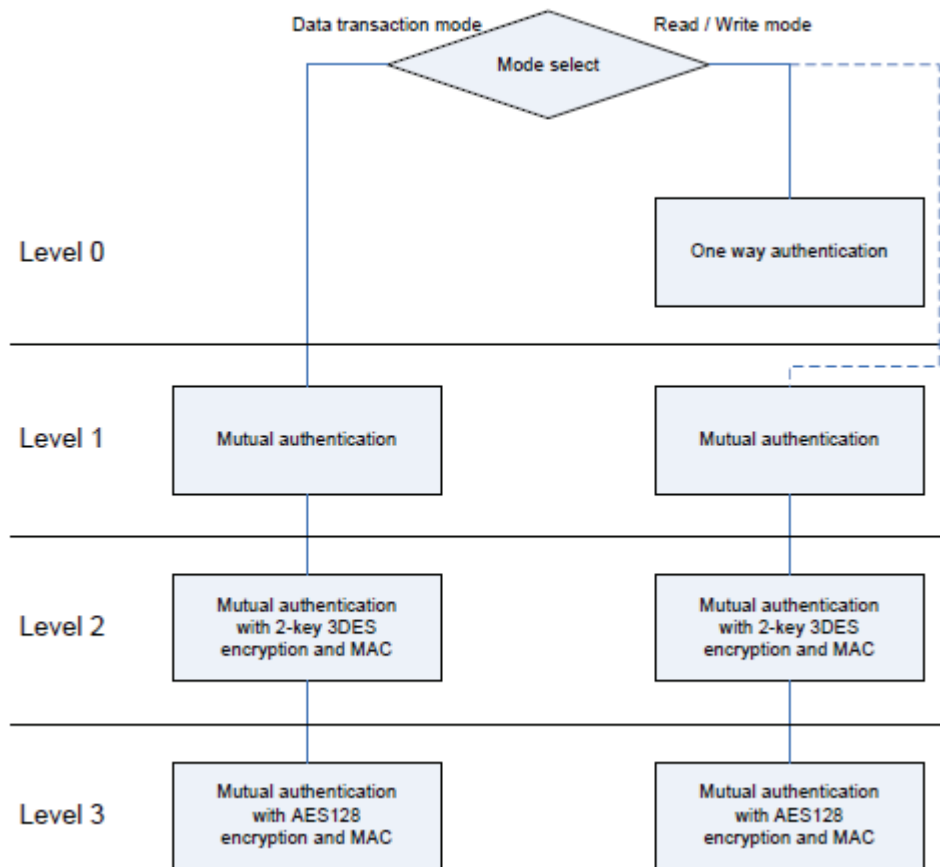 Data transaction mode
Read / Write mode
Mode select
Level 0
One way authentication
Level 1
Mutual authentication
Mutual authentication
Level 2
Mutual authentication
with 2-key 3DES
encryption and MAC
Mutual authentication
with 2-key 3DES
encryption and MAC
Level 3
Mutual authentication
with AES128
encryption and MAC
Mutual authentication
with AES128
encryption and MAC